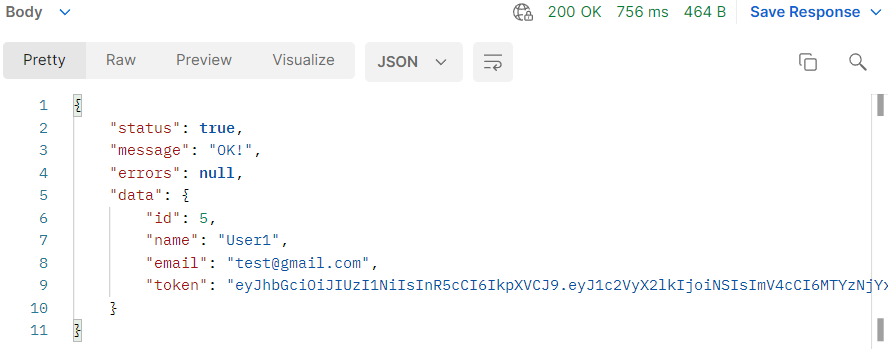 Body 200 OK 756 ms 464 B Save Response
Pretty Raw Preview Visualize JSON
1 {
2 "status": true,
3 "message": "OK!",
4 "errors": null,
5 "data": {
6 "id": 5,
7 "name": "User1",
8 "email": "test@gmail.com",
9 "token": "eyJhbGciOiJIUzI1NiIsInR5cCI6IkpXVCJ9.eyJ1c2VyX2lkIjoiNSIsImV4cCI6MTYzNjYx
10 }
11 }